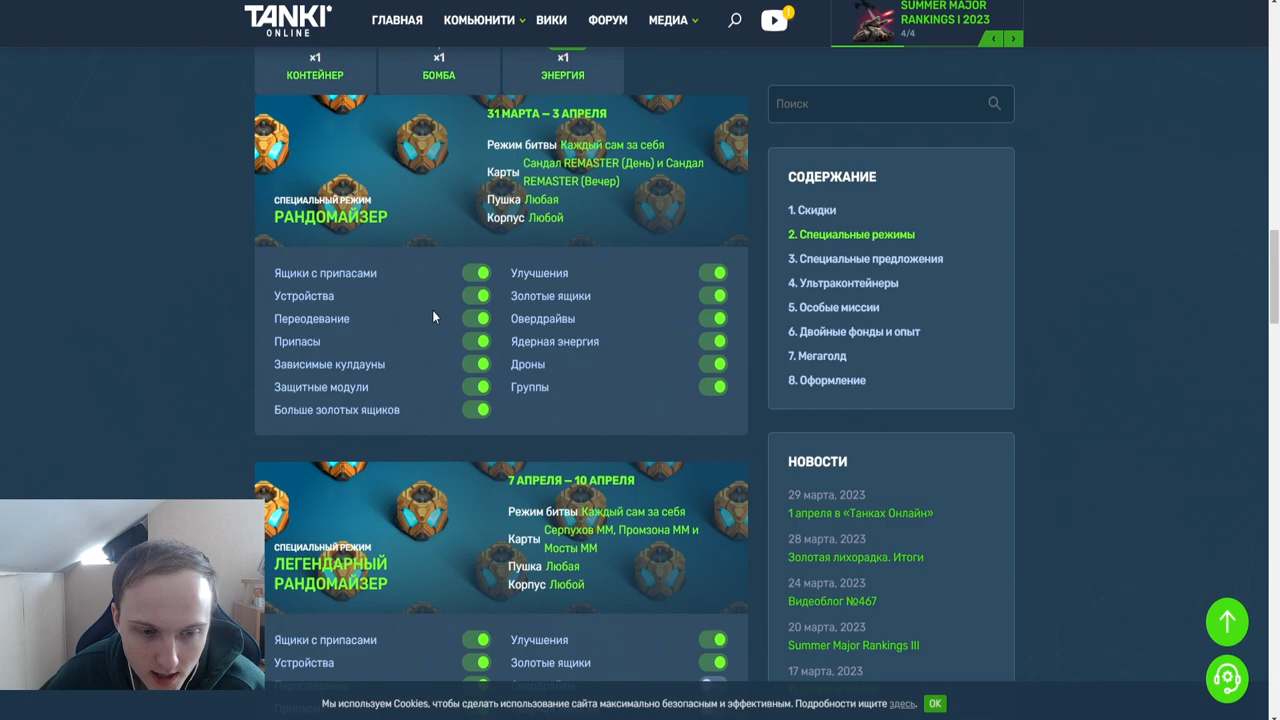 TANKI
ONLINE
ГЛАВНАЯ
КОМЬЮНИТИ
ВИКИ
ФОРУМ
МЕДИА
SUMMER MAJOR
RANKINGS I 2023
4/4
x1
КОНТЕЙНЕР
x1
БОМБА
x1
ЭНЕРГИЯ
31 МАРТА – 3 АПРЕЛЯ
Режим битвы Каждый сам за себя
Карты Сандал REMASTER (День) и Сандал
REMASTER (Вечер)
Пушка Любая
Корпус Любой
СПЕЦИАЛЬНЫЙ РЕЖИМ
РАНДОМАЙЗЕР
Ящики с припасами
Улучшения
Устройства
Золотые ящики
Переодевание
Овердрайвы
Припасы
Ядерная энергия
Зависимые кулдауны
Дроны
Защитные модули
Группы
Больше золотых ящиков
7 АПРЕЛЯ – 10 АПРЕЛЯ
Режим битвы Каждый сам за себя
Карты Серпухов ММ, Промзона ММ и
Мосты ММ
Пушка Любая
Корпус Любой
СПЕЦИАЛЬНЫЙ РЕЖИМ
ЛЕГЕНДАРНЫЙ
РАНДОМАЙЗЕР
Ящики с припасами
Улучшения
Устройства
Золотые ящики
Переодевание
Овердрайвы
Поиск
СОДЕРЖАНИЕ
1. Скидки
2. Специальные режимы
3. Специальные предложения
4. Ультраконтейнеры
5. Особые миссии
6. Двойные фонды и опыт
7. Мегаголд
8. Оформление
НОВОСТИ
29 марта, 2023
1 апреля в «Танках Онлайн»
28 марта, 2023
Золотая лихорадка. Итоги
24 марта, 2023
Видеоблог №467
20 марта, 2023
Summer Major Rankings III
17 марта, 2023
Мы используем Cookies, чтобы сделать использование сайта максимально безопасным и эффективным. Подробности ищите здесь.
OK